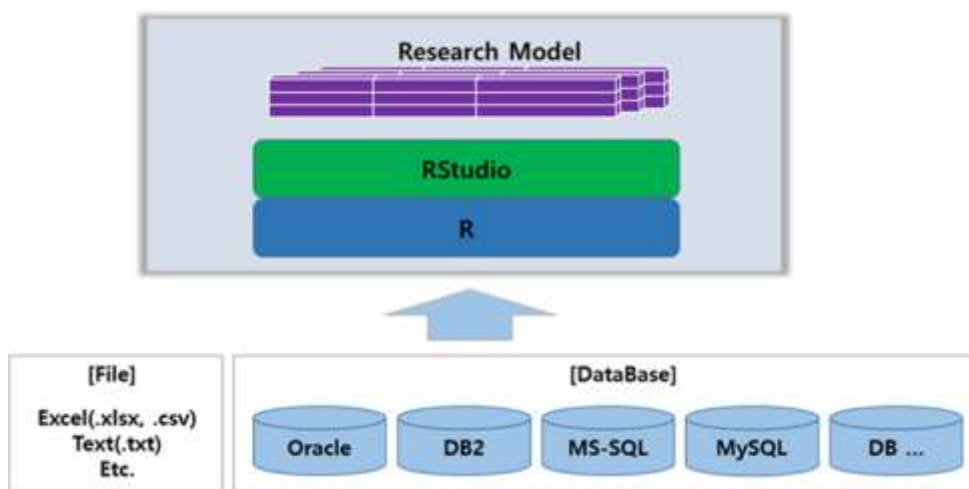 Research Model
RStudio
R
[File]
Excel(.xlsx, .csv)
Text(.txt)
Etc.
[DataBase]
Oracle
DB2
MS-SQL
MySQL
DB ...